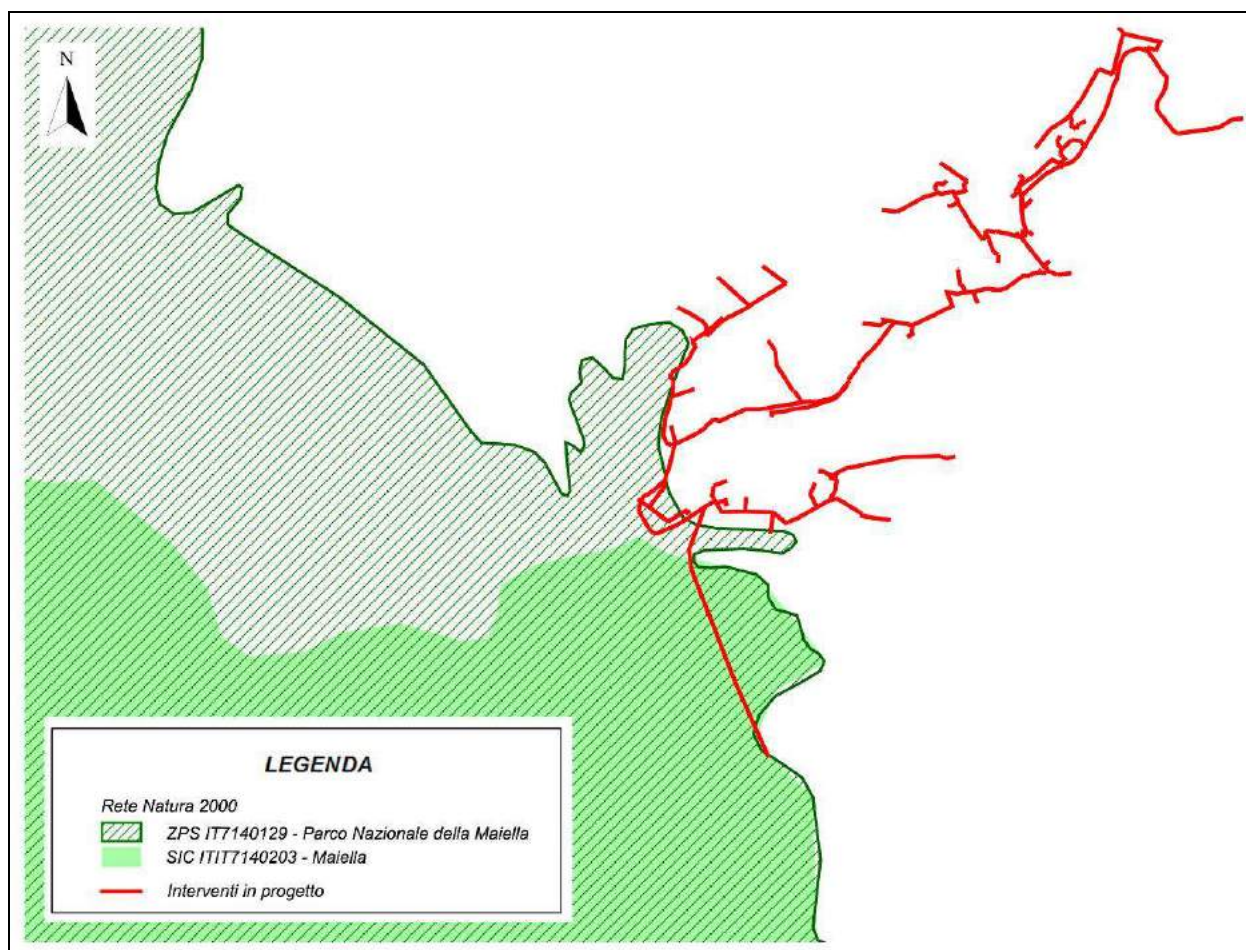 N
LEGENDA
Rete Natura 2000
ZPS IT7140129 - Parco Nazionale della Maiella
SIC ITIT7140203 - Maiella
Interventi in progetto